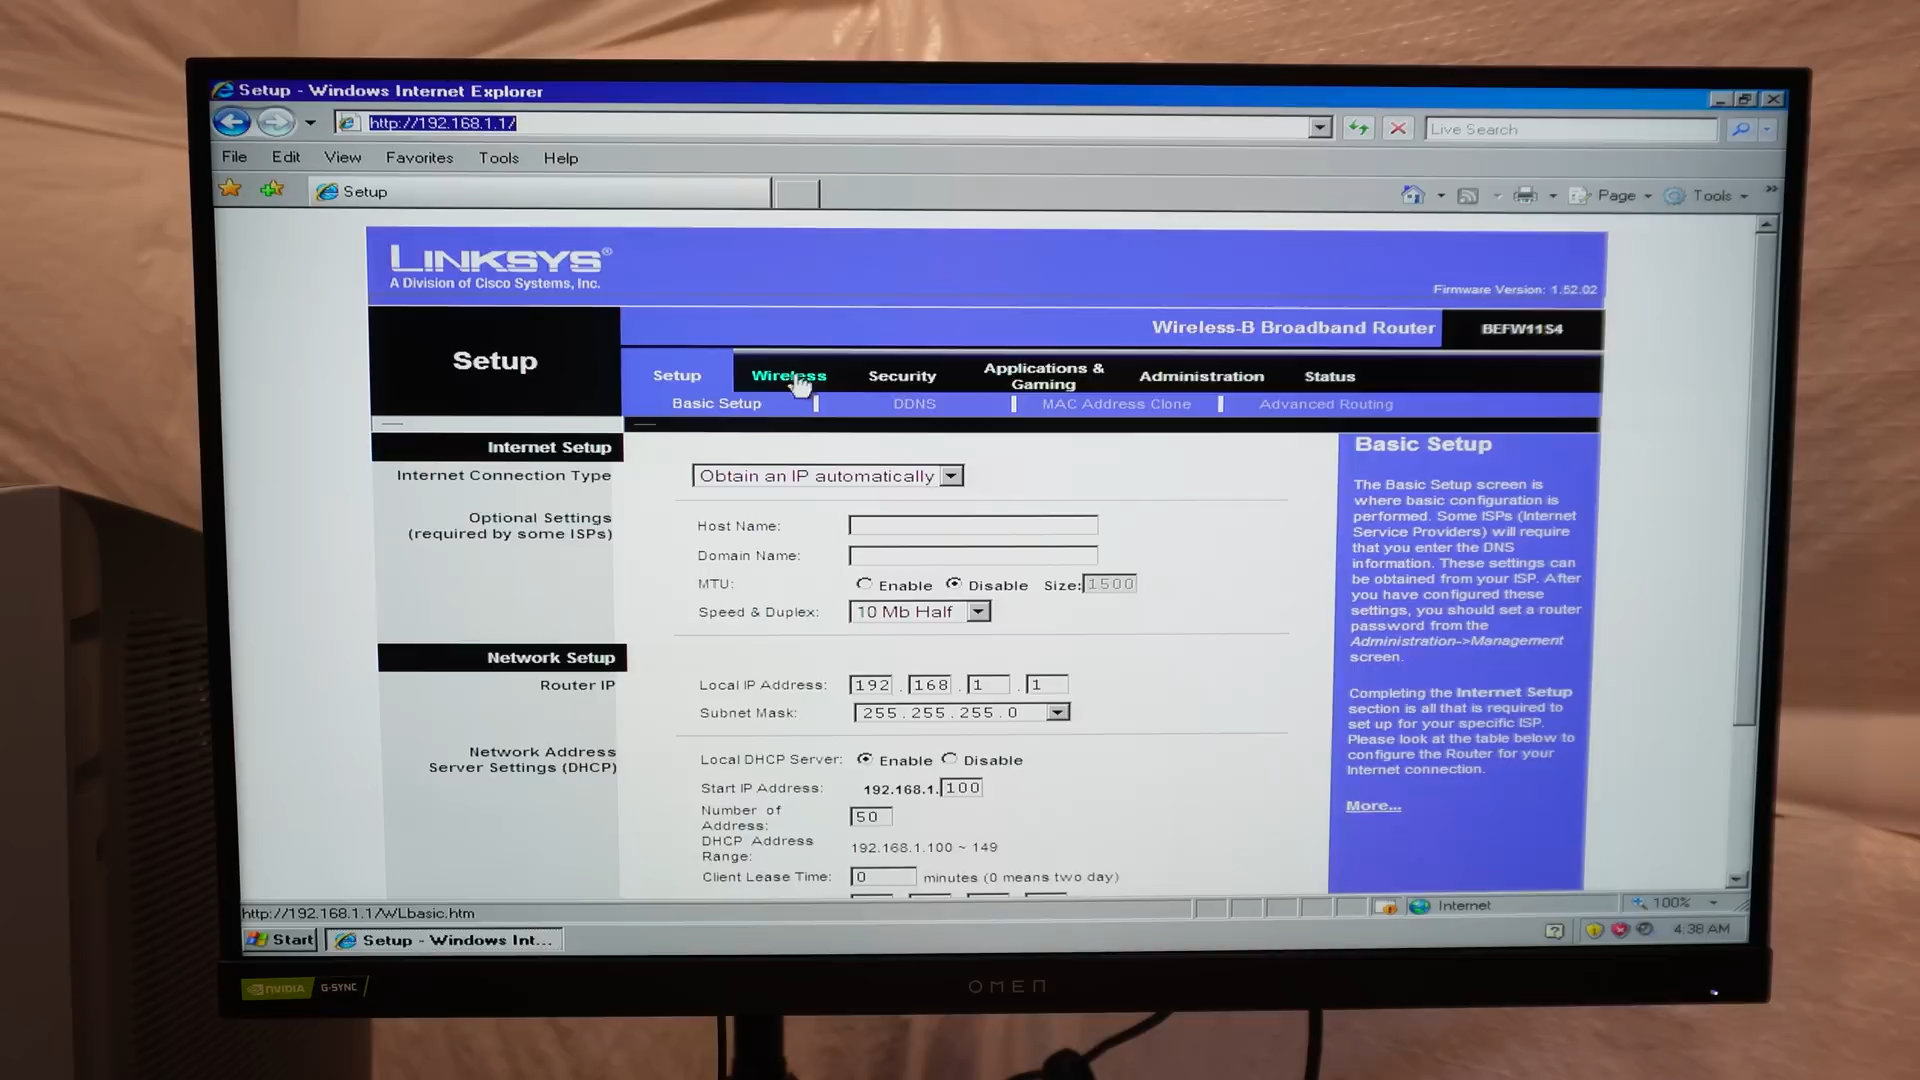 Setup - Windows Internet Explorer
http://192.168.1.1/
Live Search
File Edit View Favorites Tools Help
Setup
Page Tools
LINKSYS®
A Division of Cisco Systems, Inc.
Firmware Version: 1.52.02
Wireless-B Broadband Router BEFW11S4
Setup
Setup Wireless Security Applications & Gaming Administration Status
Basic Setup DDNS MAC Address Clone Advanced Routing
Internet Setup
Internet Connection Type Obtain an IP automatically
Optional Settings
(required by some ISPs)
Host Name:
Domain Name:
MTU: Enable Disable Size: 1500
Speed & Duplex: 10 Mb Half
Network Setup
Router IP
Local IP Address: 192 . 168 . 1 . 1
Subnet Mask: 255.255.255.0
Network Address
Server Settings (DHCP)
Local DHCP Server: Enable Disable
Start IP Address: 192.168.1. 100
Number of
Address: 50
DHCP Address
Range: 192.168.1.100 ~ 149
Client Lease Time: 0 minutes (0 means two day)
Basic Setup
The Basic Setup screen is
where basic configuration is
performed. Some ISPs (Internet
Service Providers) will require
that you enter the DNS
information. These settings can
be obtained from your ISP. After
you have configured these
settings, you should set a router
password from the
Administration->Management
screen.
Completing the Internet Setup
section is all that is required to
set up for your specific ISP.
Please look at the table below to
configure the Router for your
Internet connection.
More...
http://192.168.1.1/WLbasic.htm
Internet
100%
Start
Setup - Windows Int...
4:38 AM
NVIDIA G-SYNC
OMEN